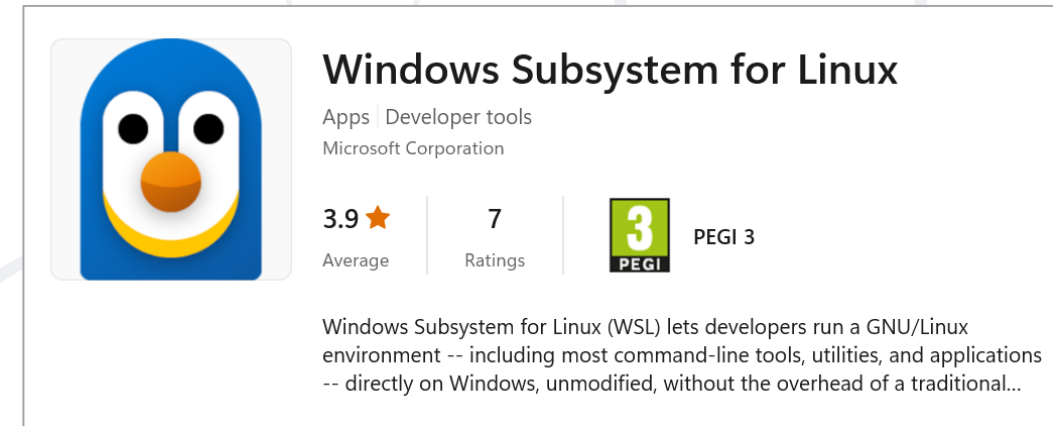 Windows Subsystem for Linux
Apps Developer tools
Microsoft Corporation
3.9 7
Average Ratings
3
PEGI
PEGI 3
Windows Subsystem for Linux (WSL) lets developers run a GNU/Linux
environment -- including most command-line tools, utilities, and applications
-- directly on Windows, unmodified, without the overhead of a traditional...